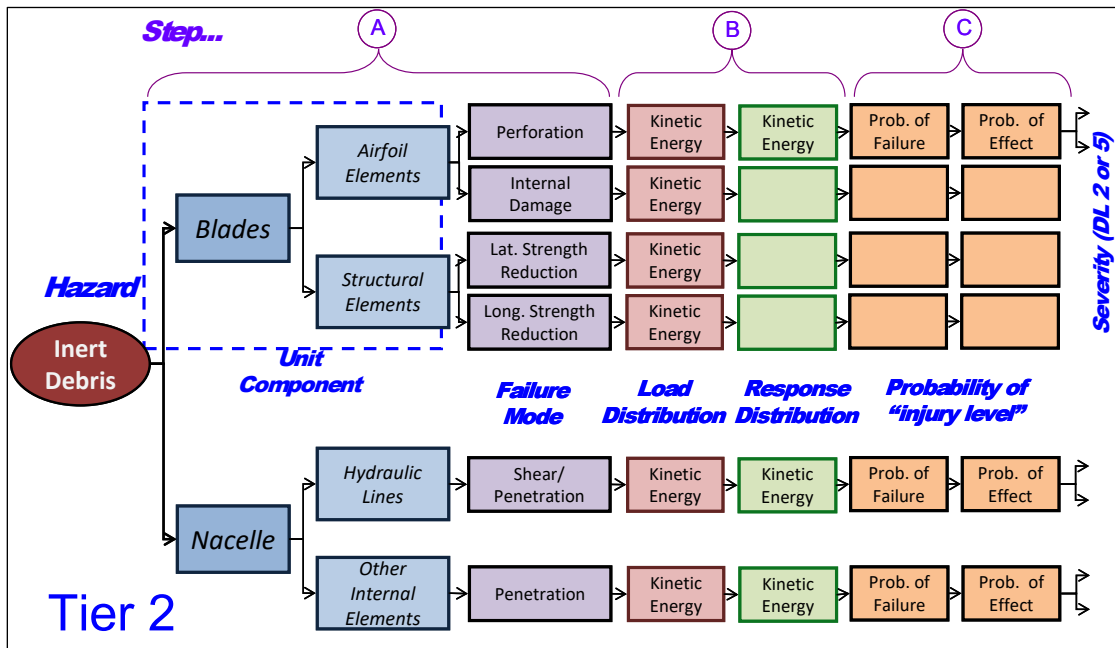 Step...
A
B
C
Perforation
Kinetic
Energy
Kinetic
Energy
Prob. of
Failure
Prob. of
Effect
Airfoil
Elements
Internal
Damage
Kinetic
Energy
Blades
Structural
Elements
Lat. Strength
Reduction
Kinetic
Energy
Long. Strength
Reduction
Kinetic
Energy
Severity (DL 2 or 5)
Hazard
Inert
Debris
Unit
Component
Failure
Mode
Load
Distribution
Response
Distribution
Probability of
“injury level”
Hydraulic
Lines
Shear/
Penetration
Kinetic
Energy
Kinetic
Energy
Prob. of
Failure
Prob. of
Effect
Nacelle
Other
Internal
Elements
Penetration
Kinetic
Energy
Kinetic
Energy
Prob. of
Failure
Prob. of
Effect
Tier 2